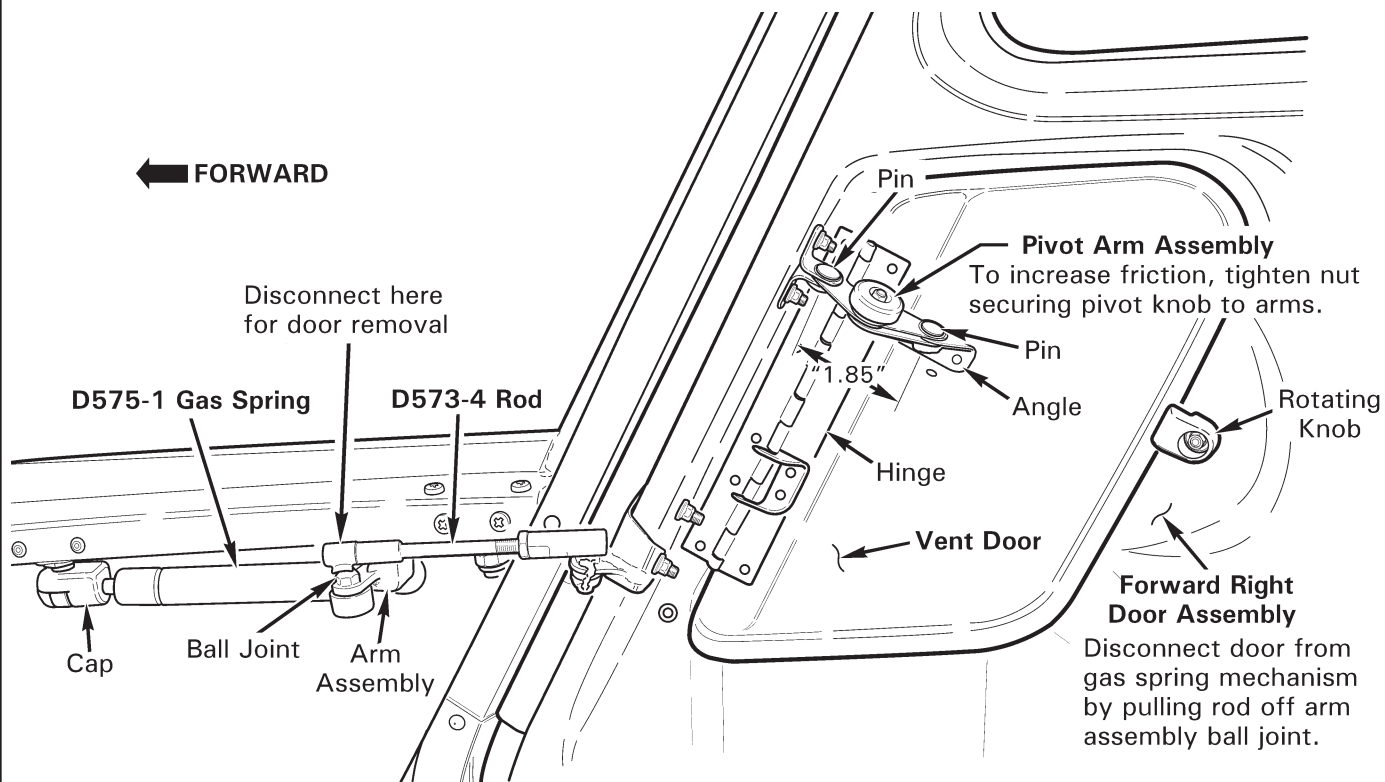 FORWARD
Pin
Pivot Arm Assembly
To increase friction, tighten nut
securing pivot knob to arms.
Disconnect here
for door removal
Pin
"1.85"
D575-1 Gas Spring
D573-4 Rod
Angle
Rotating
Knob
Hinge
Vent Door
Forward Right
Door Assembly
Disconnect door from
gas spring mechanism
by pulling rod off arm
assembly ball joint.
Ball Joint
Arm
Assembly
Cap